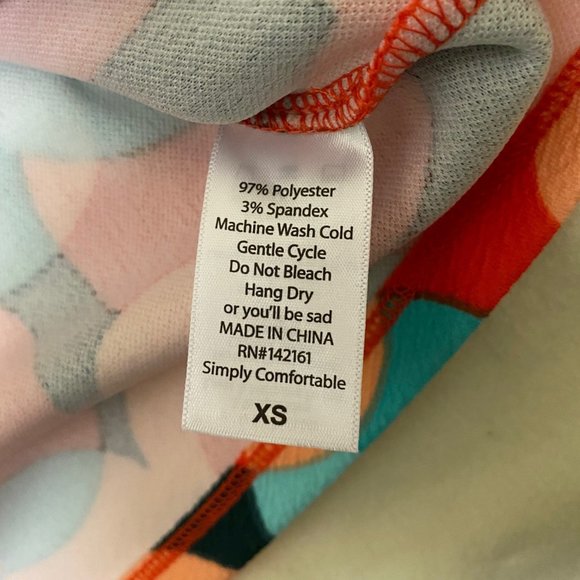 97% Polyester
3% Spandex
Machine Wash Cold
Gentle Cycle
Do Not Bleach
Hang Dry
or you'll be sad
MADE IN CHINA
RN#142161
Simply Comfortable
XS